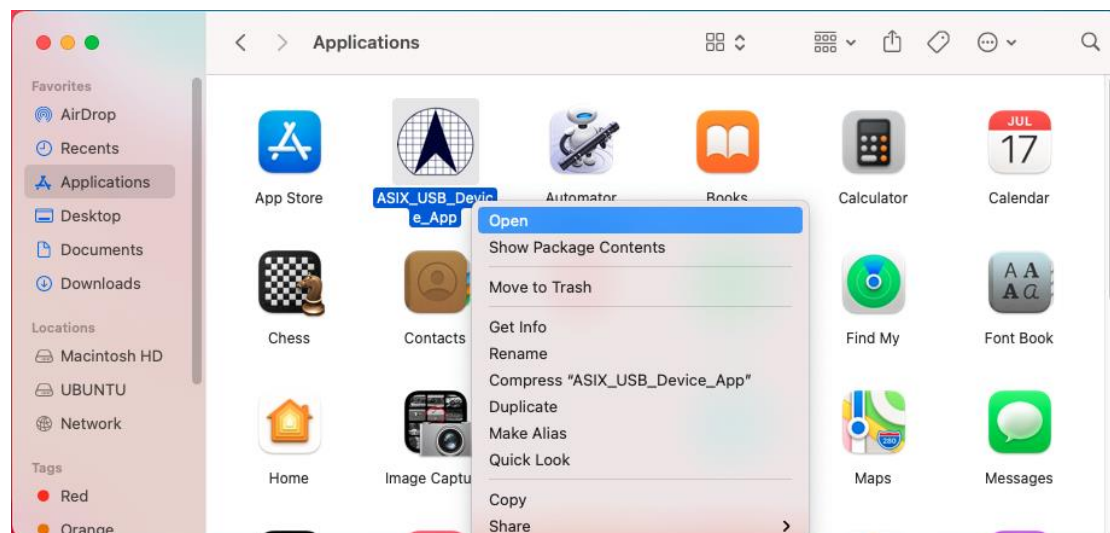 Applications
Favorites
AirDrop
Recents
Applications
Desktop
Documents
Downloads
Locations
Macintosh HD
UBUNTU
Network
Tags
Red
Orange
App Store
ASIX_USB_Devic
e_App
Automator
Books
Calculator
JUL
17
Calendar
Open
Show Package Contents
Move to Trash
Get Info
Rename
Compress “ASIX_USB_Device_App”
Duplicate
Make Alias
Quick Look
Copy
Share
Chess
Contacts
Find My
A A
A a
Font Book
Home
Image Captu
280
Maps
Messages